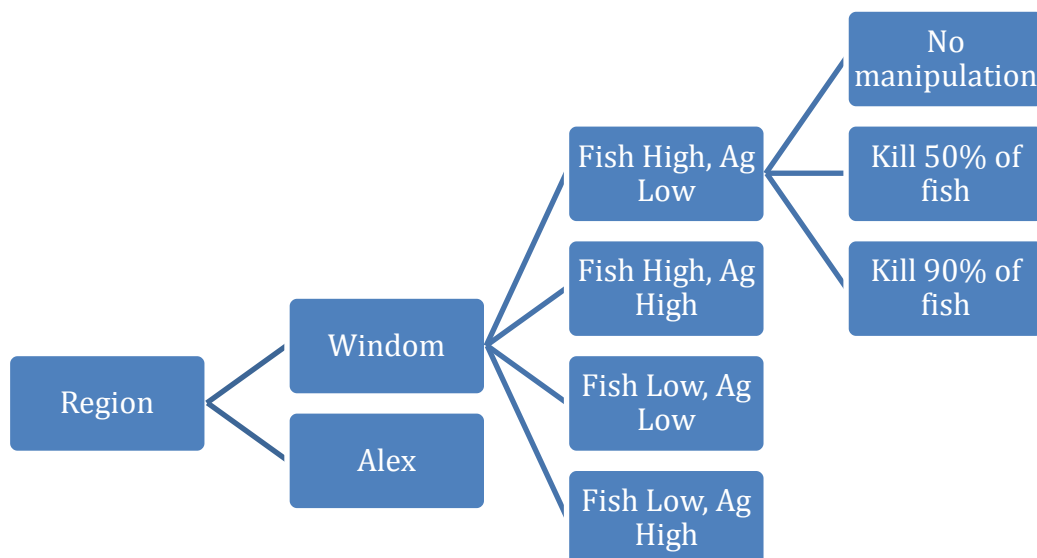 Region
Windom
Alex
Fish High, Ag
Low
Fish High, Ag
High
Fish Low, Ag
Low
Fish Low, Ag
High
No
manipulation
Kill 50% of
fish
Kill 90% of
fish